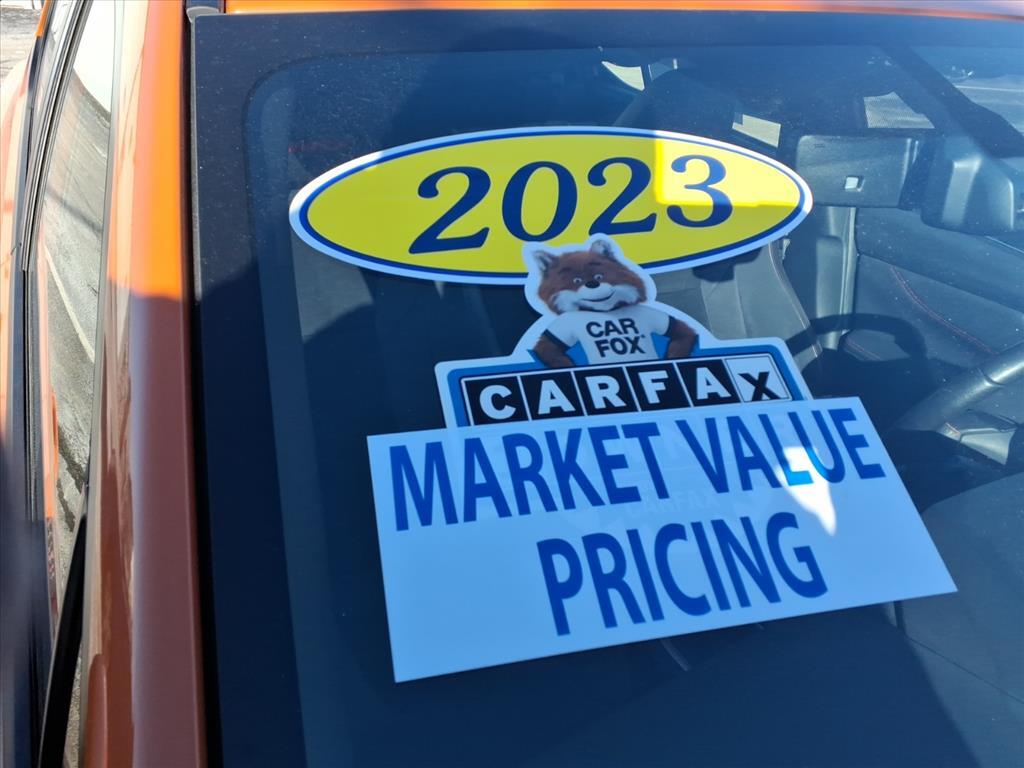 2023
CAR
FOX
CARFAX
MARKET VALUE
PRICING